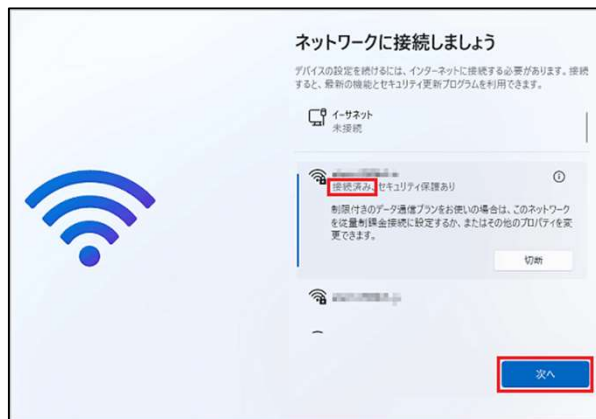 ネットワークに接続しましょう
デバイスの設定を続けるには、インターネットに接続する必要があります。接続
すると、最新の機能とセキュリティ更新プログラムを利用できます。
イーサネット
未接続
接続済み、セキュリティ保護あり
制限付きのデータ通信プランをお使いの場合は、このネットワーク
を従量制課金接続に設定するか、またはその他のプロパティを変
更できます。
切断
次へ